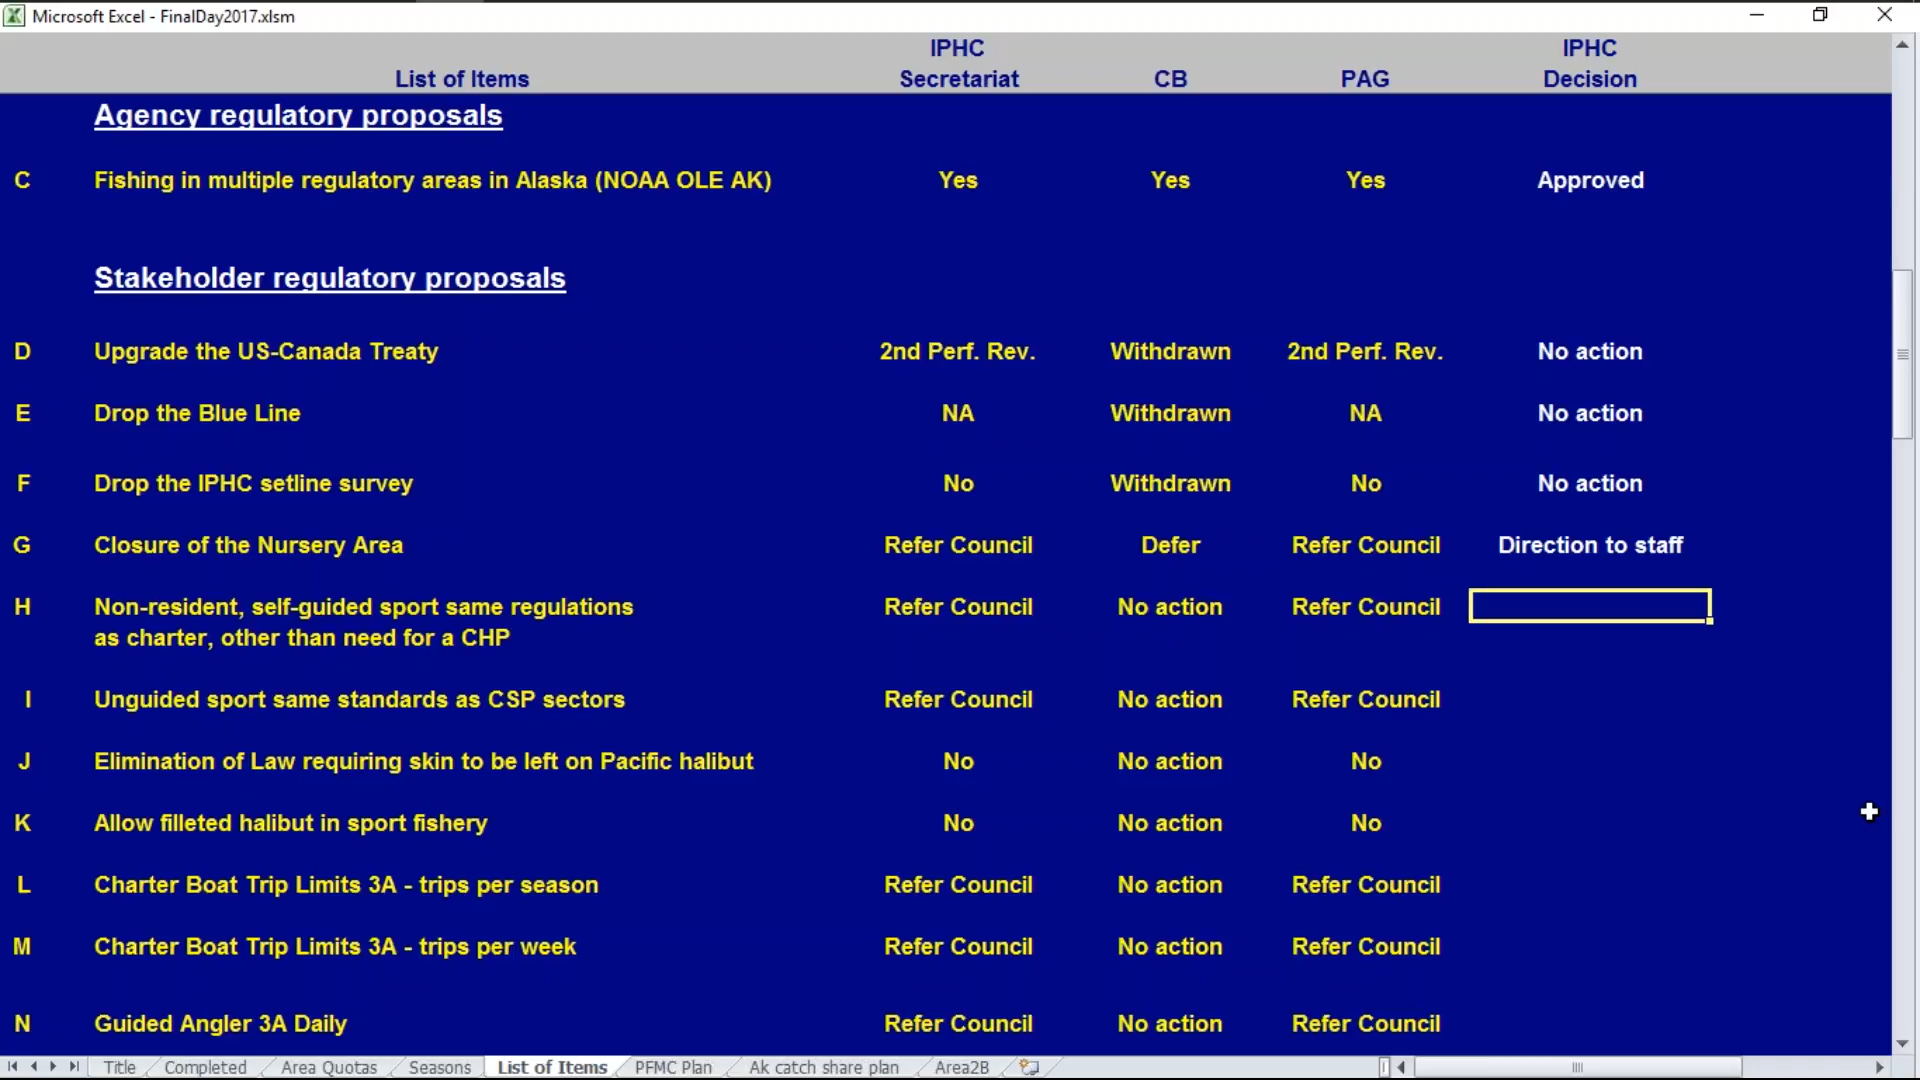 Microsoft Excel - FinalDay2017.xlsm
IPHC IPHC
List of Items Secretariat CB PAG Decision
Agency regulatory proposals
C Fishing in multiple regulatory areas in Alaska (NOAA OLE AK) Yes Yes Yes Approved
Stakeholder regulatory proposals
D Upgrade the US-Canada Treaty 2nd Perf. Rev. Withdrawn 2nd Perf. Rev. No action
E Drop the Blue Line NA Withdrawn NA No action
F Drop the IPHC setline survey No Withdrawn No No action
G Closure of the Nursery Area Refer Council Defer Refer Council Direction to staff
H Non-resident, self-guided sport same regulations Refer Council No action Refer Council
as charter, other than need for a CHP
I Unguided sport same standards as CSP sectors Refer Council No action Refer Council
J Elimination of Law requiring skin to be left on Pacific halibut No No action No
K Allow filleted halibut in sport fishery No No action No
L Charter Boat Trip Limits 3A - trips per season Refer Council No action Refer Council
M Charter Boat Trip Limits 3A - trips per week Refer Council No action Refer Council
N Guided Angler 3A Daily Refer Council No action Refer Council
Title Completed Area Quotas Seasons List of Items PFMC Plan Ak catch share plan Area2B